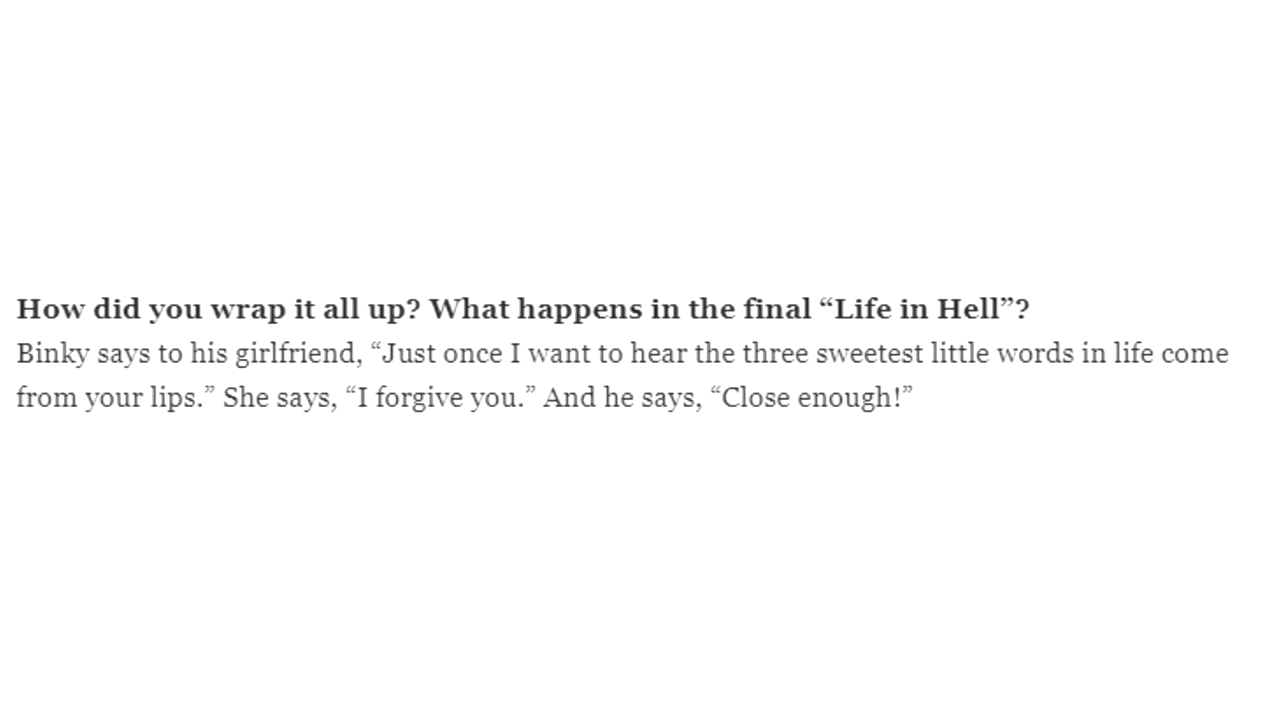 How did you wrap it all up? What happens in the final “Life in Hell”?
Binky says to his girlfriend, “Just once I want to hear the three sweetest little words in life come
from your lips.” She says, “I forgive you.” And he says, “Close enough!”